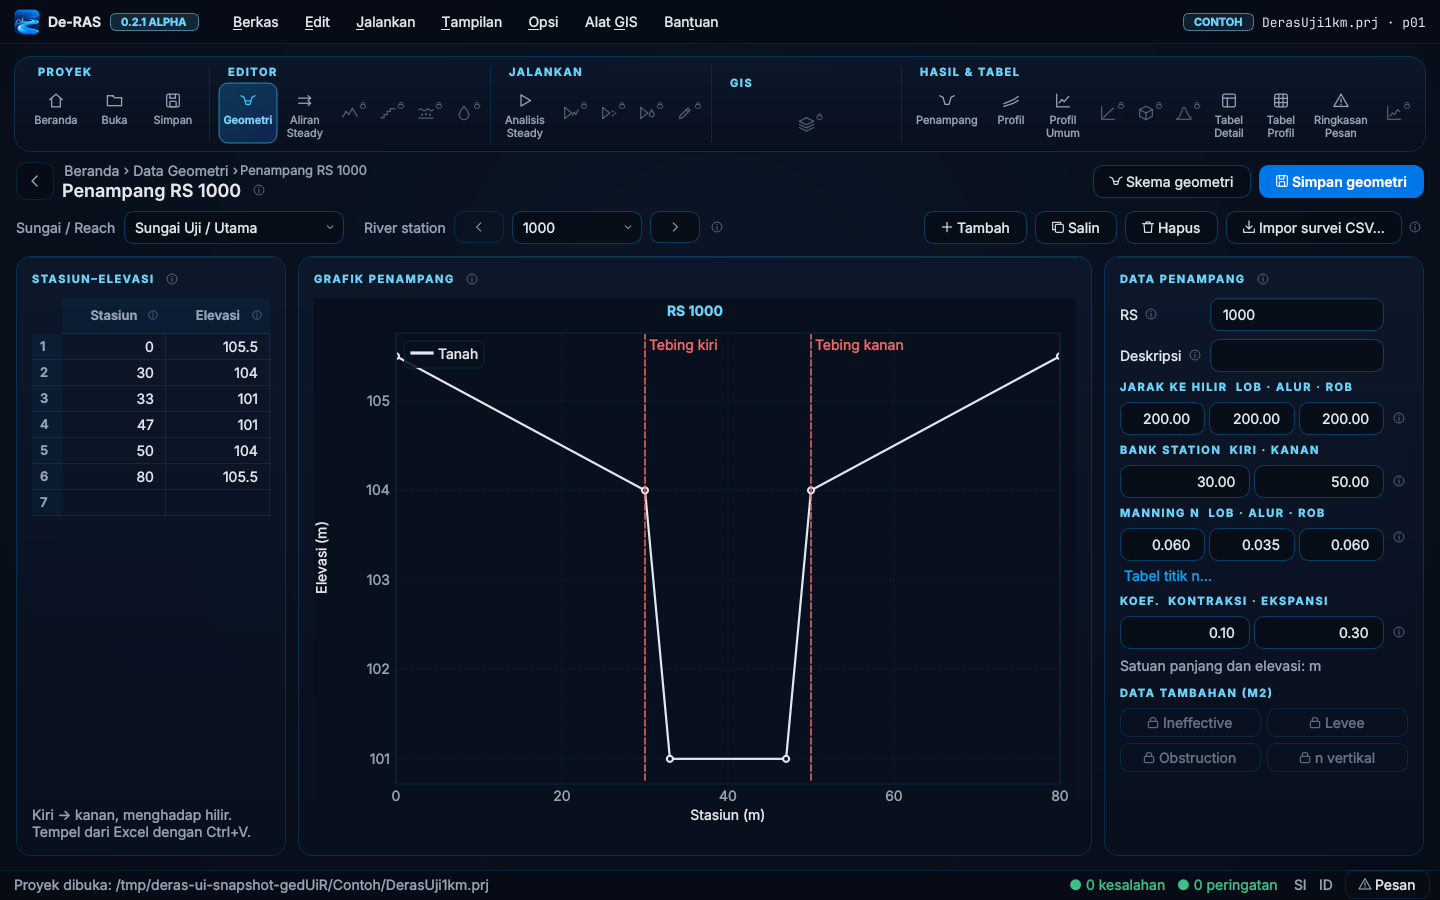 De-RAS 0.2.1 ALPHA Berkas Edit Jalankan Tampilan Opsi Alat GIS Bantuan CONTOH DerasUji1km.prj · p01
PROYEK
Beranda Buka Simpan
EDITOR
Geometri Aliran Steady
JALANKAN
Analisis Steady
GIS
HASIL & TABEL
Penampang Profil Profil Umum Tabel Detail Tabel Profil Ringkasan Pesan
Beranda › Data Geometri › Penampang RS 1000
Penampang RS 1000
Skema geometri Simpan geometri
Sungai / Reach Sungai Uji / Utama River station 1000 + Tambah Salin Hapus Impor survei CSV...
STASIUN–ELEVASI
Stasiun Elevasi
1 0 105.5
2 30 104
3 33 101
4 47 101
5 50 104
6 80 105.5
7
Kiri → kanan, menghadap hilir.
Tempel dari Excel dengan Ctrl+V.
GRAFIK PENAMPANG
RS 1000
Tanah
Tebing kiri Tebing kanan
105
104
103
102
101
Elevasi (m)
0 20 40 60 80
Stasiun (m)
DATA PENAMPANG
RS 1000
Deskripsi
JARAK KE HILIR LOB · ALUR · ROB
200.00 200.00 200.00
BANK STATION KIRI · KANAN
30.00 50.00
MANNING N LOB · ALUR · ROB
0.060 0.035 0.060
Tabel titik n...
KOEF. KONTRAKSI · EKSPANSI
0.10 0.30
Satuan panjang dan elevasi: m
DATA TAMBAHAN (M2)
Ineffective Levee
Obstruction n vertikal
Proyek dibuka: /tmp/deras-ui-snapshot-gedUiR/Contoh/DerasUji1km.prj 0 kesalahan 0 peringatan SI ID Pesan